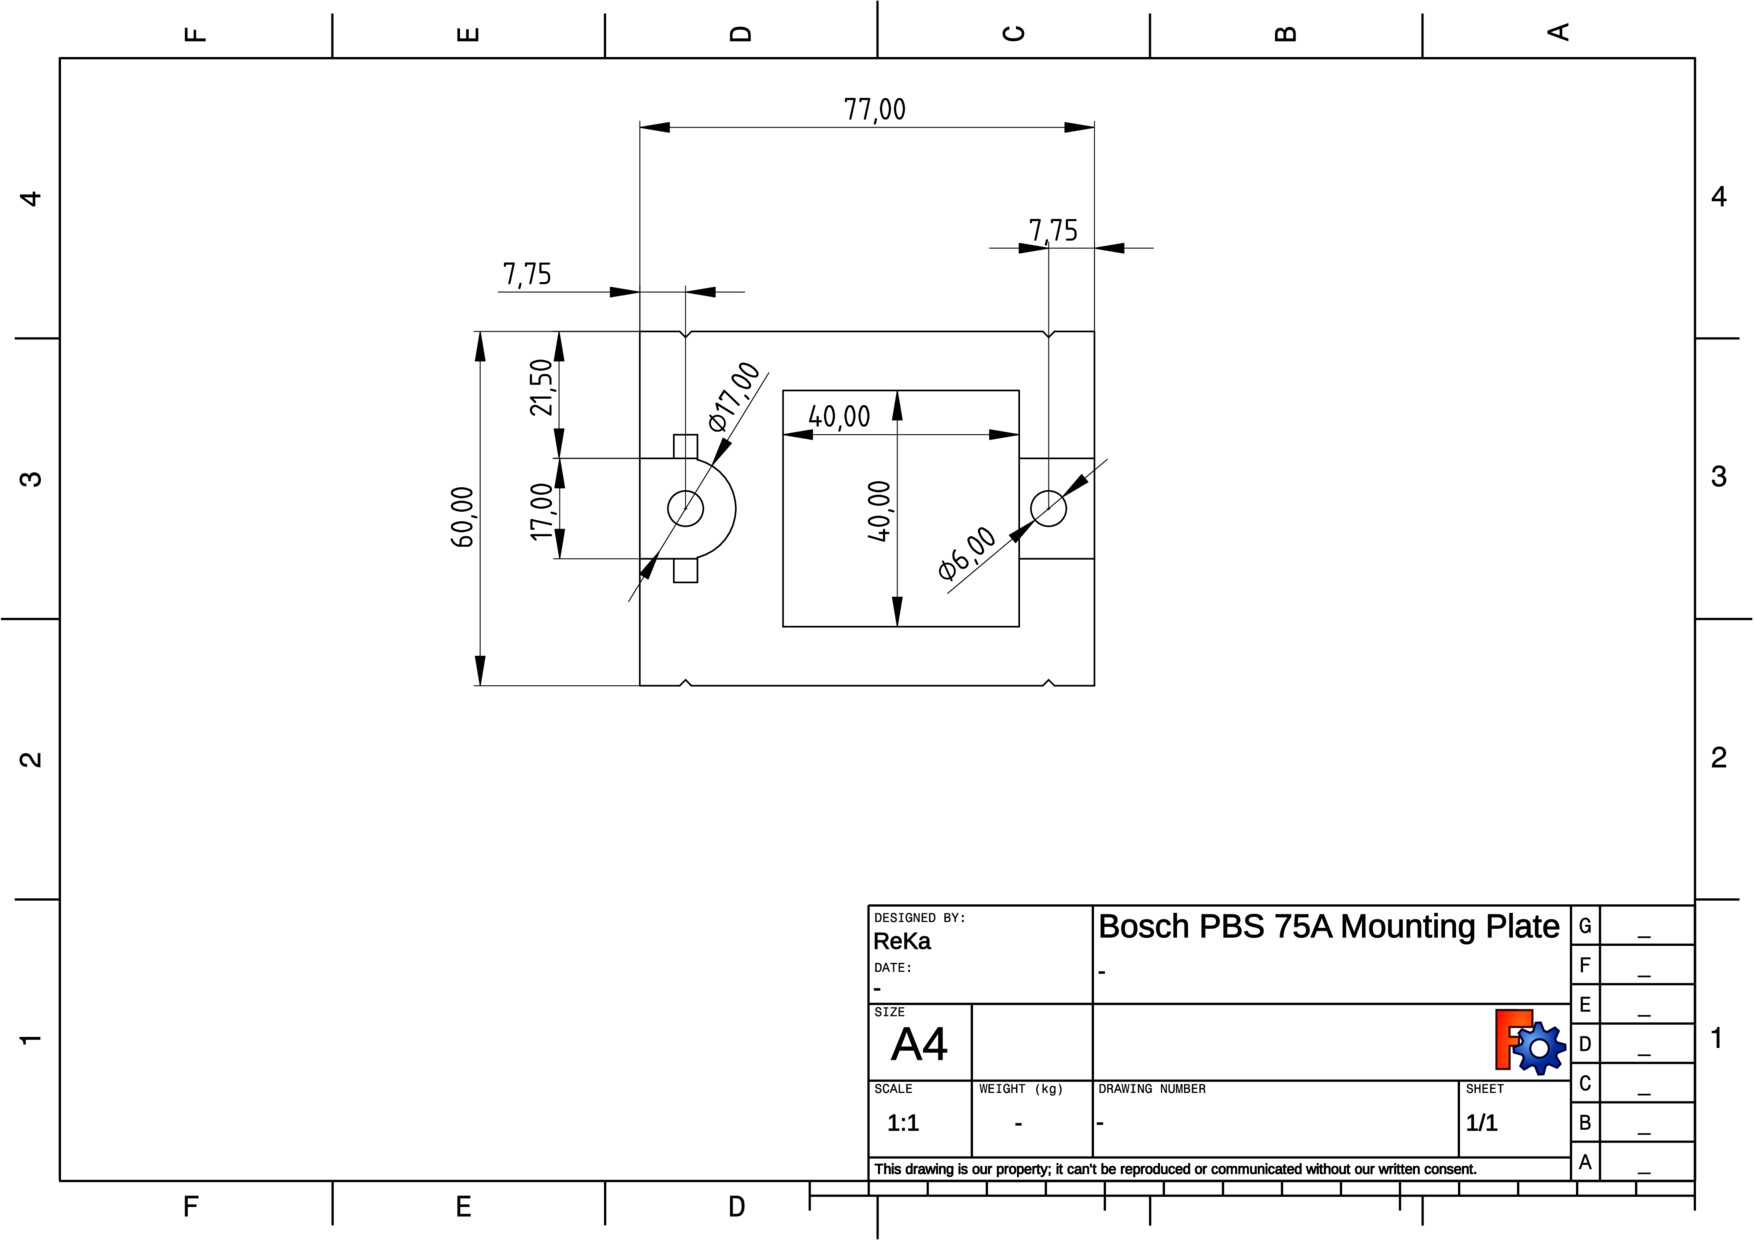 F E D C B A
77,00
4 4
7,75
7,75
21,50
Ø17,00
40,00
3 3
60,00
17,00
40,00
Ø6,00
2 2
DESIGNED BY:
ReKa
DATE:
-
Bosch PBS 75A Mounting Plate
-
G _
F _
E _
D _
C _
B _
A _
SIZE
A4
1 1
SCALE
1:1
WEIGHT (kg)
-
DRAWING NUMBER
-
SHEET
1/1
This drawing is our property; it can't be reproduced or communicated without our written consent.
F E D